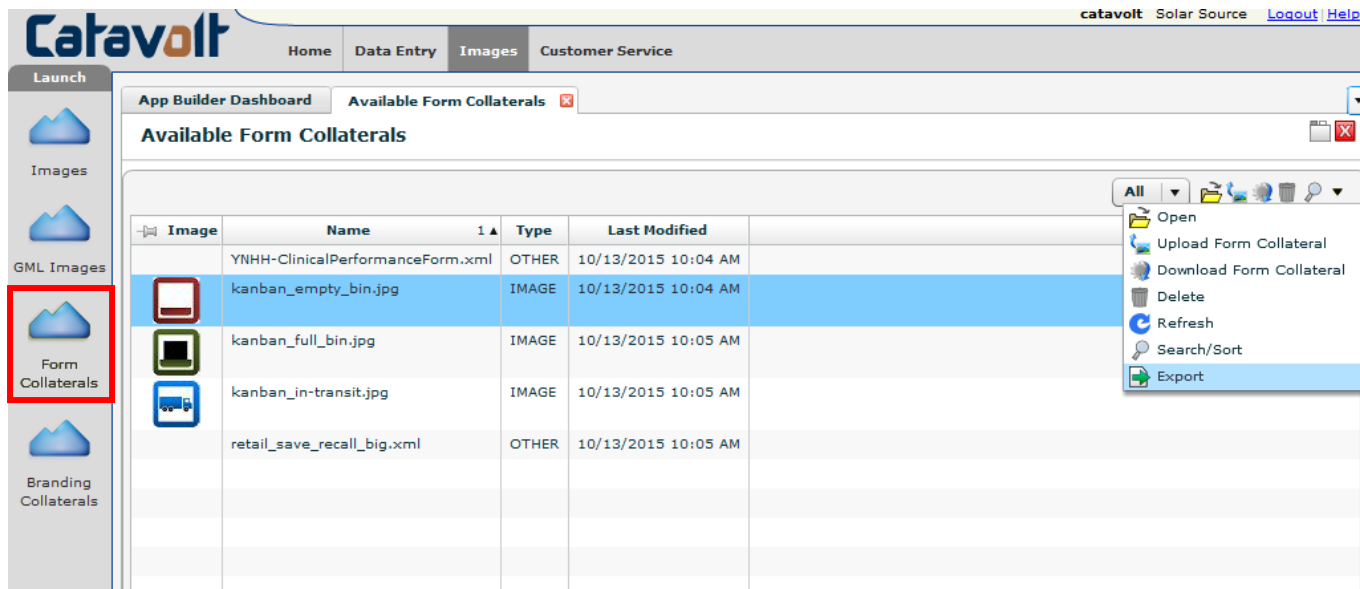 catavolt Solar Source Logout | Help
Catavolt
Home Data Entry Images Customer Service
Launch
Images
GML Images
Form
Collaterals
Branding
Collaterals
App Builder Dashboard Available Form Collaterals
Available Form Collaterals
All
Image Name 1 Type Last Modified
YNHH-ClinicalPerformanceForm.xml OTHER 10/13/2015 10:04 AM
kanban_empty_bin.jpg IMAGE 10/13/2015 10:04 AM
kanban_full_bin.jpg IMAGE 10/13/2015 10:05 AM
kanban_in-transit.jpg IMAGE 10/13/2015 10:05 AM
retail_save_recall_big.xml OTHER 10/13/2015 10:05 AM
Open
Upload Form Collateral
Download Form Collateral
Delete
Refresh
Search/Sort
Export